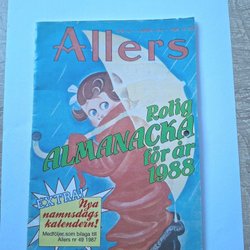 Allers
Rolig
ALMANACKA
för år
1988
EXTRA!
Nya
namnsdags
kalendern!
Medföljer som bilaga till
Allers nr 49 1987